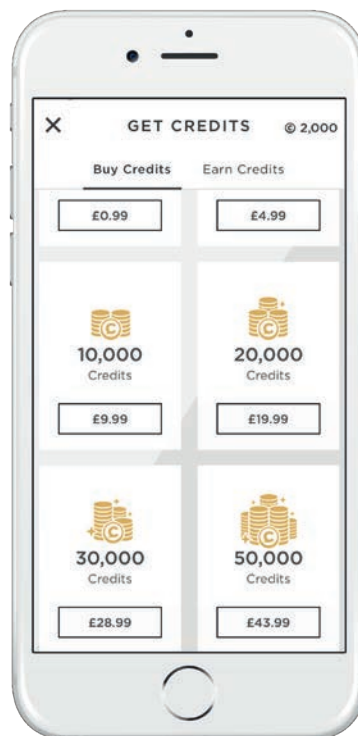 GET CREDITS
© 2,000
Buy Credits
Earn Credits
£0.99
£4.99
10,000
Credits
£9.99
20,000
Credits
£19.99
30,000
Credits
£28.99
50,000
Credits
£43.99